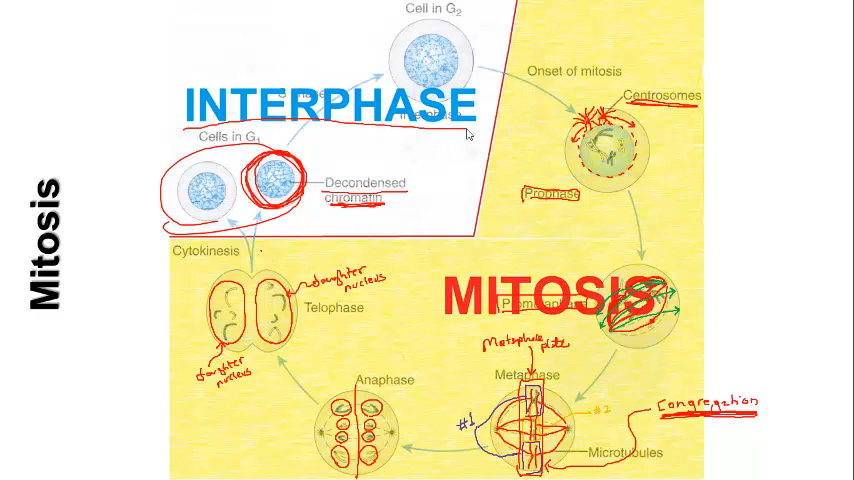 Mitosis
Cell in G2
INTERPHASE
Onset of mitosis
Centrosomes
Cells in G1
Decondensed
chromatin
Prophase
Cytokinesis
daughter
nucleus
Telophase
MITOSIS
Metaphase
plate
daughter
nucleus
Anaphase
Metaphase
Congregation
#1
#2
Microtubules